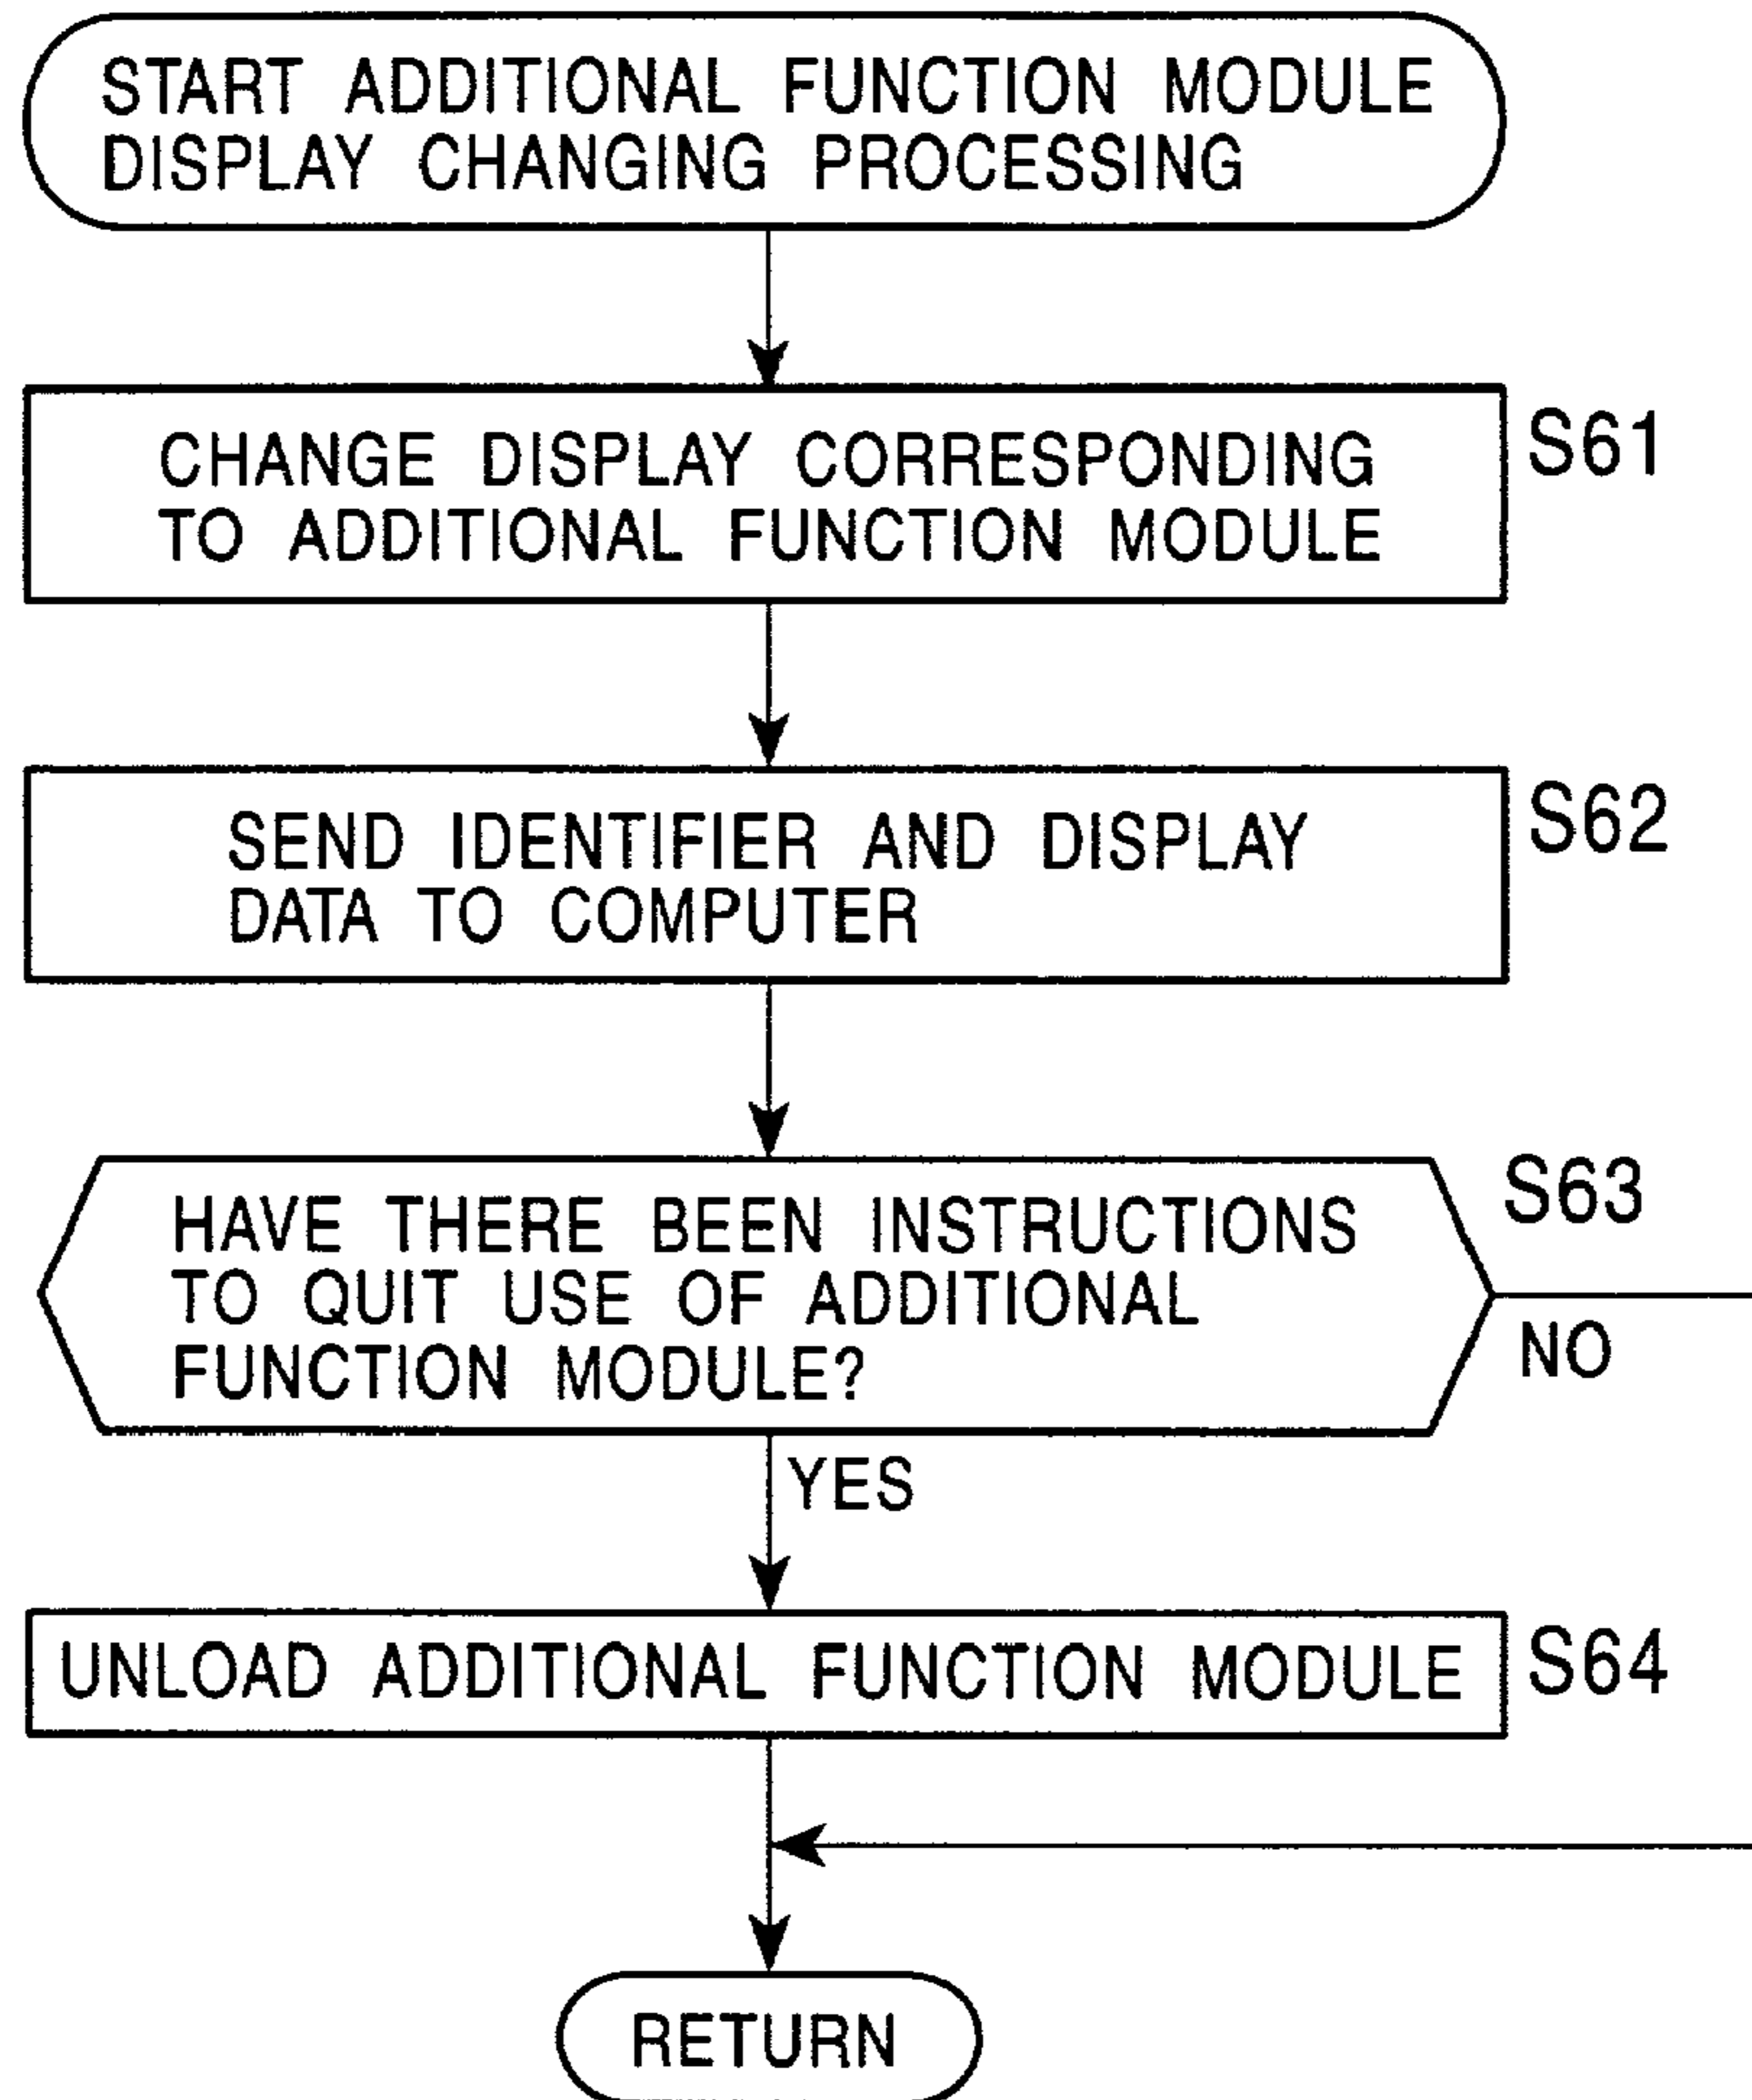 START ADDITIONAL FUNCTION MODULE
DISPLAY CHANGING PROCESSING
CHANGE DISPLAY CORRESPONDING
TO ADDITIONAL FUNCTION MODULE
S61
SEND IDENTIFIER AND DISPLAY
DATA TO COMPUTER
S62
HAVE THERE BEEN INSTRUCTIONS
TO QUIT USE OF ADDITIONAL
FUNCTION MODULE?
S63
NO
YES
UNLOAD ADDITIONAL FUNCTION MODULE
S64
RETURN